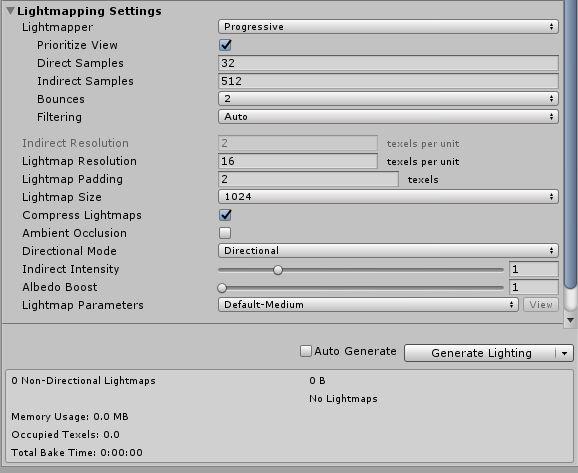 Lightmapping Settings
Lightmapper Progressive
Prioritize View
Direct Samples 32
Indirect Samples 512
Bounces 2
Filtering Auto
Indirect Resolution 2 texels per unit
Lightmap Resolution 16 texels per unit
Lightmap Padding 2 texels
Lightmap Size 1024
Compress Lightmaps
Ambient Occlusion
Directional Mode Directional
Indirect Intensity 1
Albedo Boost 1
Lightmap Parameters Default-Medium View
Auto Generate Generate Lighting
0 Non-Directional Lightmaps 0 B
No Lightmaps
Memory Usage: 0.0 MB
Occupied Texels: 0.0
Total Bake Time: 0:00:00